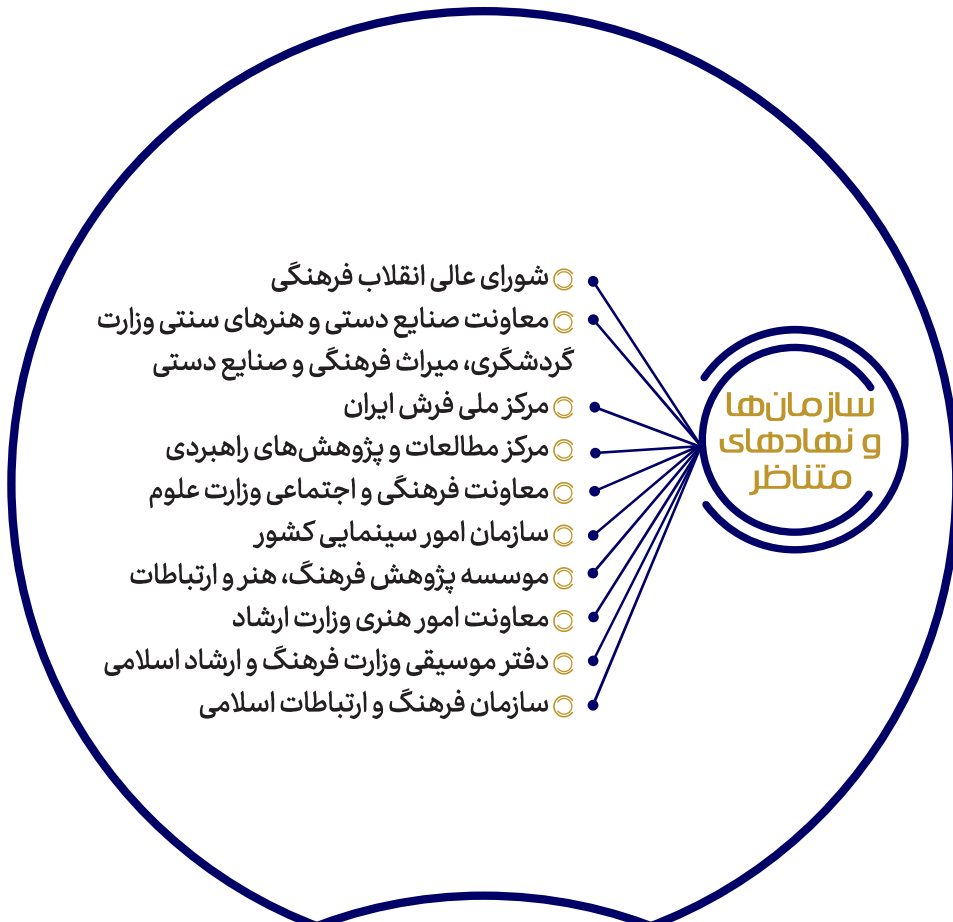 سازمان‌ها
و نهادهای
متناظر
شورای عالی انقلاب فرهنگی
معاونت صنایع دستی و هنرهای سنتی وزارت
گردشگری، میراث فرهنگی و صنایع دستی
مرکز ملی فرش ایران
مرکز مطالعات و پژوهش‌های راهبردی
معاونت فرهنگی و اجتماعی وزارت علوم
سازمان امور سینمایی کشور
موسسه پژوهش فرهنگ، هنر و ارتباطات
معاونت امور هنری وزارت ارشاد
دفتر موسیقی وزارت فرهنگ و ارشاد اسلامی
سازمان فرهنگ و ارتباطات اسلامی